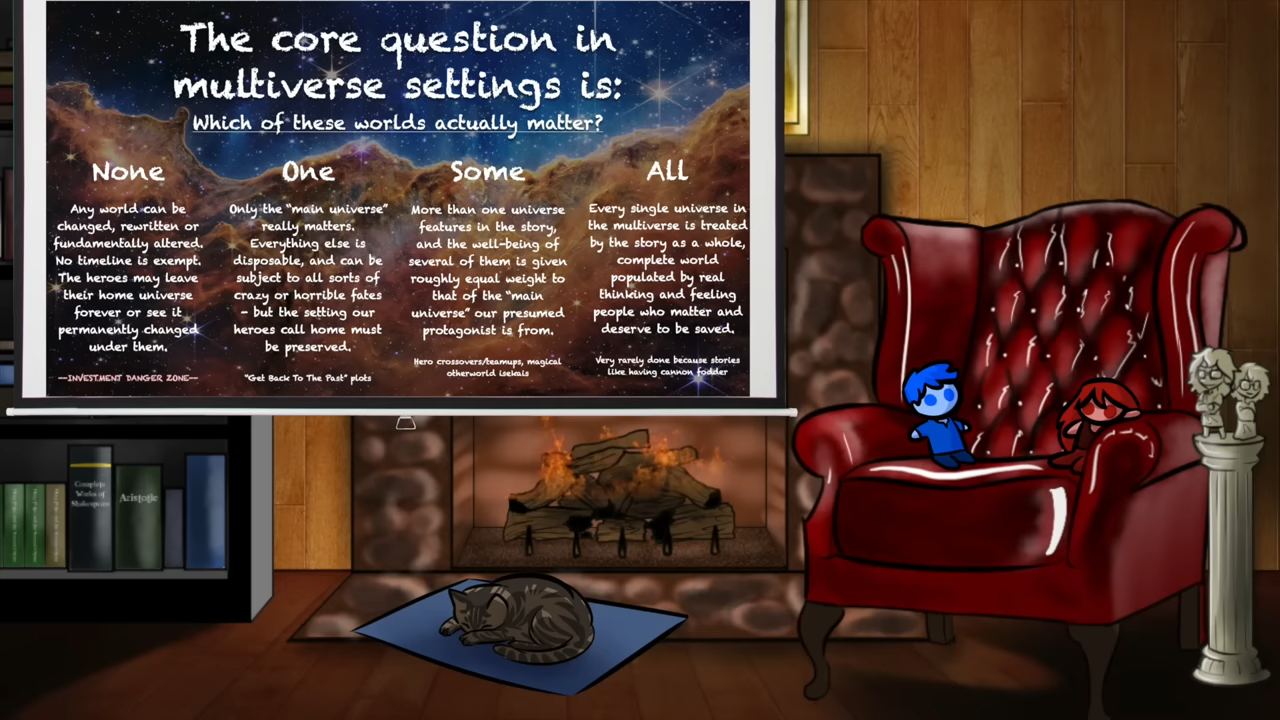 The core question in
multiverse settings is:
Which of these worlds actually matter?
None
Any world can be
changed, rewritten or
fundamentally altered.
No timeline is exempt.
The heroes may leave
their home universe
forever or see it
permanently changed
under them.
—INVESTMENT DANGER ZONE—
One
Only the “main universe”
really matters.
Everything else is
disposable, and can be
subject to all sorts of
crazy or horrible fates
– but the setting our
heroes call home must
be preserved.
“Get Back To The Past” plots
Some
More than one universe
features in the story,
and the well-being of
several of them is given
roughly equal weight to
that of the “main
universe” our presumed
protagonist is from.
Hero crossovers/teamups, magical
otherworld isekais
All
Every single universe in
the multiverse is treated
by the story as a whole,
complete world
populated by real
thinking and feeling
people who matter and
deserve to be saved.
Very rarely done because stories
like having cannon fodder
Complete
Works of
Shakespeare
Aristotle